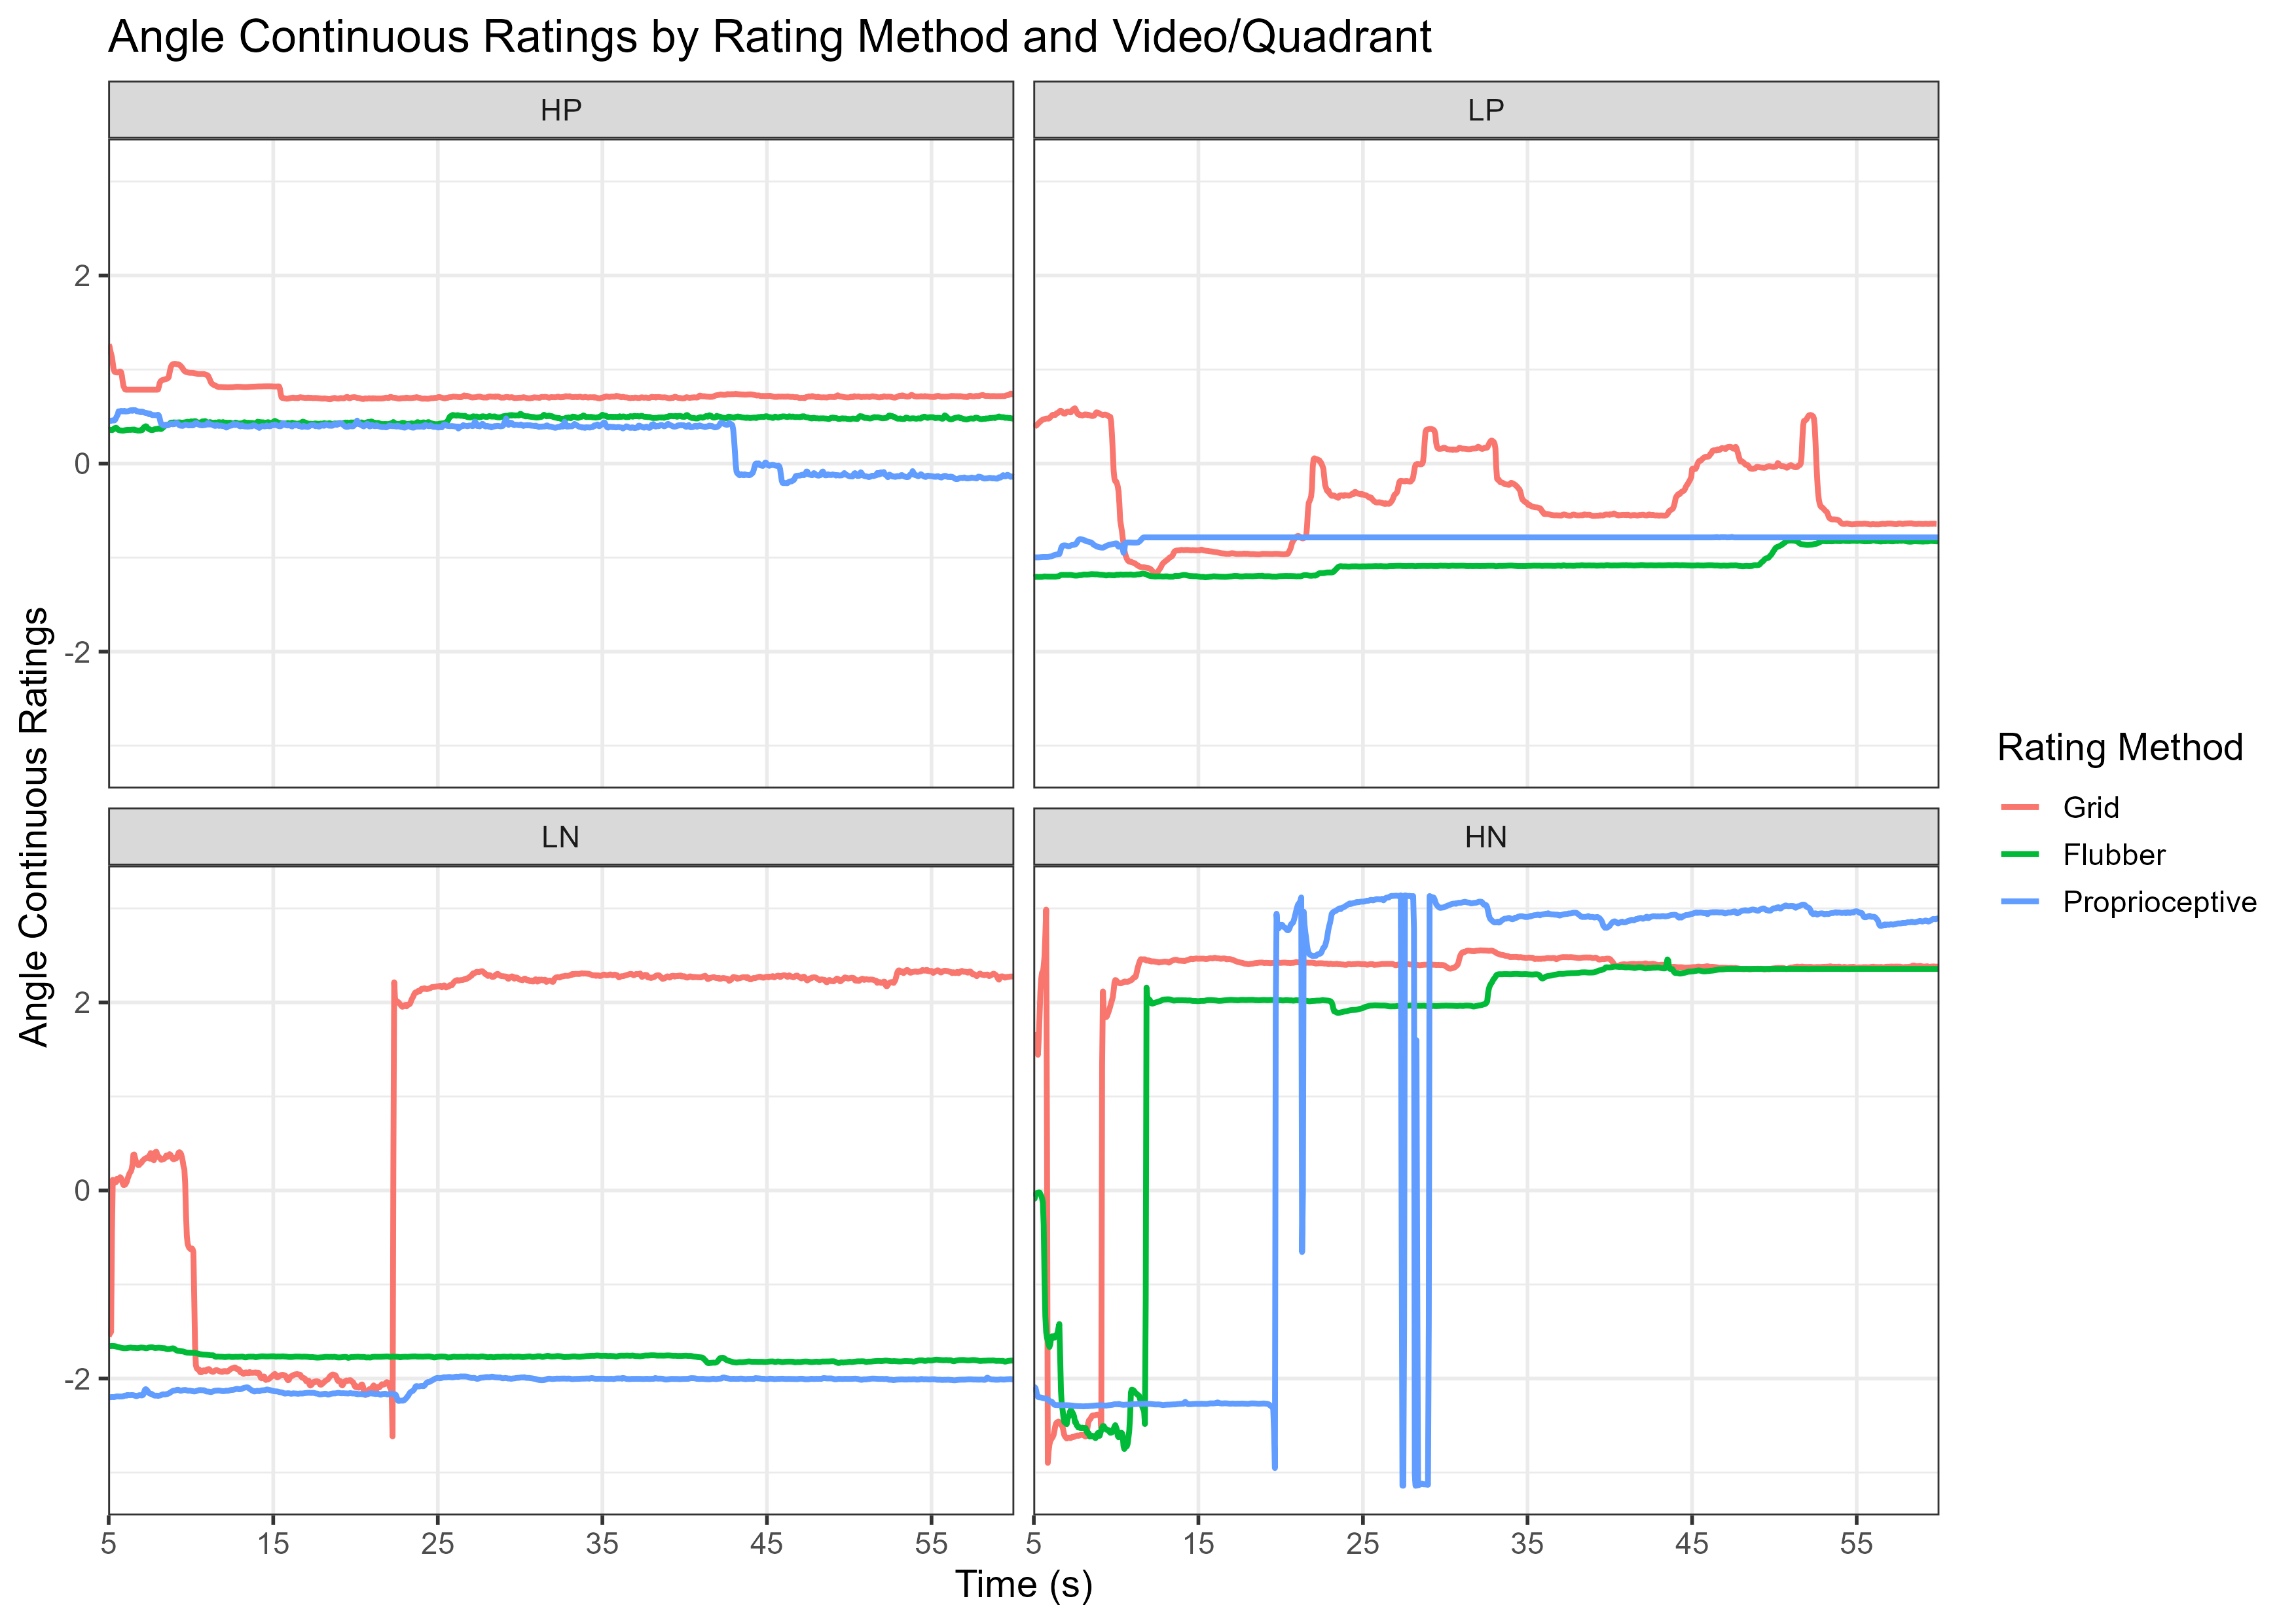 Angle Continuous Ratings by Rating Method and Video/Quadrant
HP
LP
2
0
-2
LN
HN
2
0
-2
5 15 25 35 45 55
5 15 25 35 45 55
Time (s)
Angle Continuous Ratings
Rating Method
Grid
Flubber
Proprioceptive